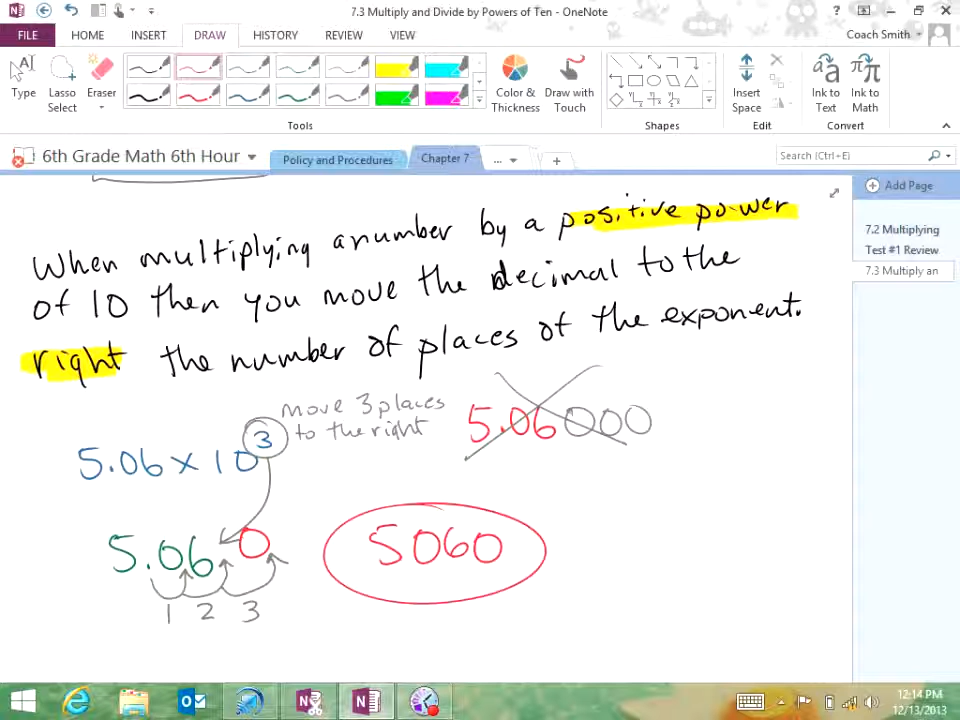 7.3 Multiply and Divide by Powers of Ten - OneNote
FILE HOME INSERT DRAW HISTORY REVIEW VIEW
Coach Smith
Type
Lasso Select
Eraser
Color & Thickness
Draw with Touch
Insert Space
Ink to Text
Ink to Math
Tools
Shapes
Edit
Convert
6th Grade Math 6th Hour
Policy and Procedures
Chapter 7
...
Search (Ctrl+E)
Add Page
7.2 Multiplying
Test #1 Review
7.3 Multiply an
When multiplying a number by a positive power
of 10 then you move the decimal to the
right the number of places of the exponent.
move 3 places
to the right
5.06000
5.06 × 10 3
5.06 0
5060
1 2 3
12:14 PM
12/13/2013